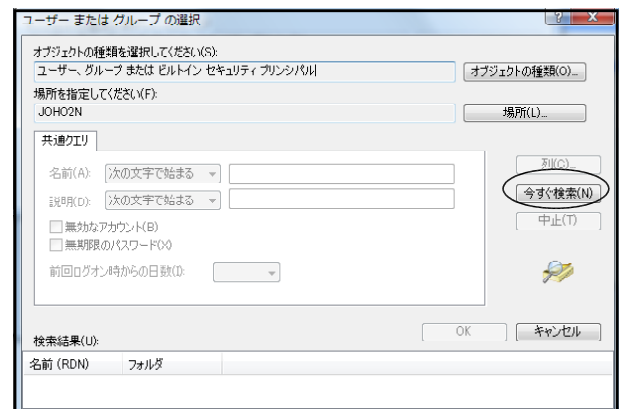 ユーザー または グループ の選択
オブジェクトの種類を選択してください(S):
ユーザー、グループ または ビルトイン セキュリティ プリンシパル
オブジェクトの種類(O)...
場所を指定してください(F):
JOHO2N
場所(L)...
共通クエリ
名前(A):
次の文字で始まる
列(C)...
説明(D):
次の文字で始まる
今すぐ検索(N)
無効なアカウント(B)
中止(T)
無期限のパスワード(X)
前回ログオン時からの日数(I):
OK
キャンセル
検索結果(U):
名前 (RDN) フォルダ